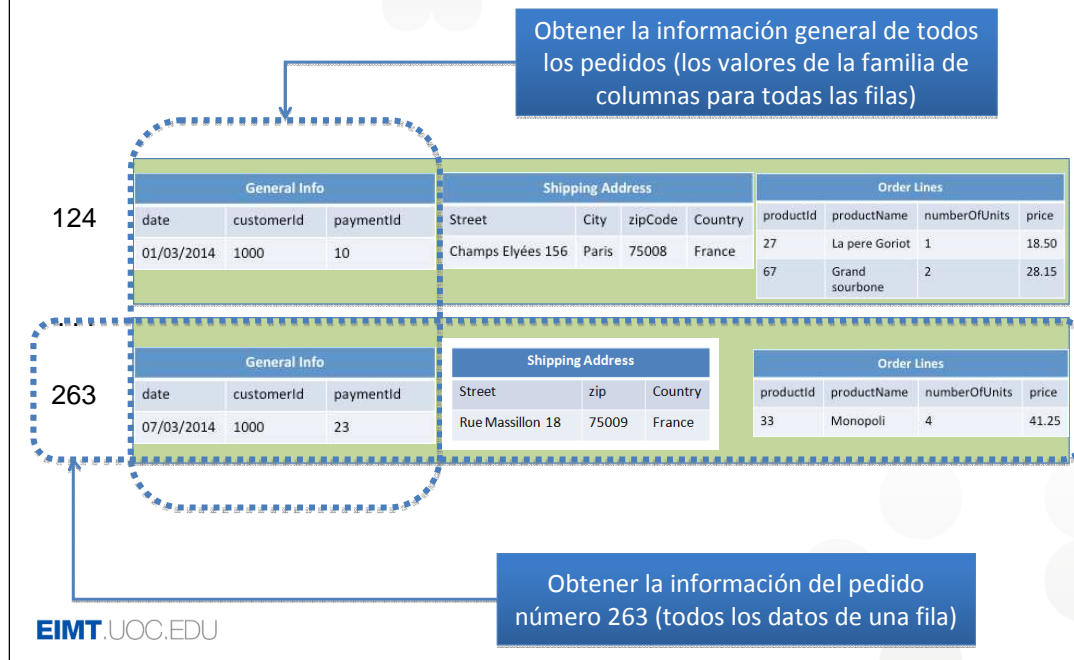 Obtener la información general de todos
los pedidos (los valores de la familia de
columnas para todas las filas)
124
General Info
date customerId paymentId
01/03/2014 1000 10
Shipping Address
Street City zipCode Country
Champs Elyées 156 Paris 75008 France
Order Lines
productId productName numberOfUnits price
27 La pere Goriot 1 18.50
67 Grand sourbone 2 28.15
...
263
General Info
date customerId paymentId
07/03/2014 1000 23
Shipping Address
Street zip Country
Rue Massillon 18 75009 France
Order Lines
productId productName numberOfUnits price
33 Monopoli 4 41.25
Obtener la información del pedido
número 263 (todos los datos de una fila)
EIMT.UOC.EDU